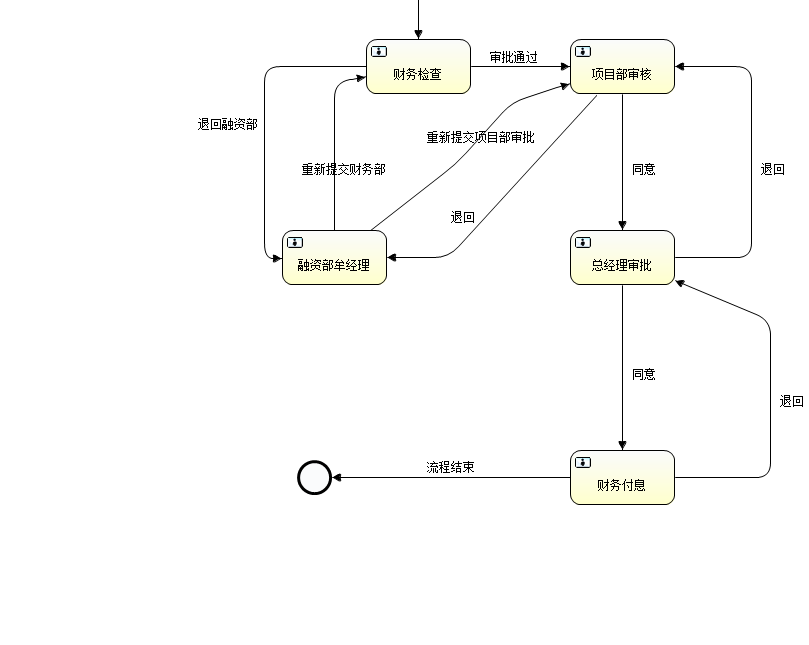 审批通过
财务检查
项目部审核
退回融资部
重新提交项目部审批
重新提交财务部
同意
退回
退回
融资部牟经理
总经理审批
同意
退回
流程结束
财务付息